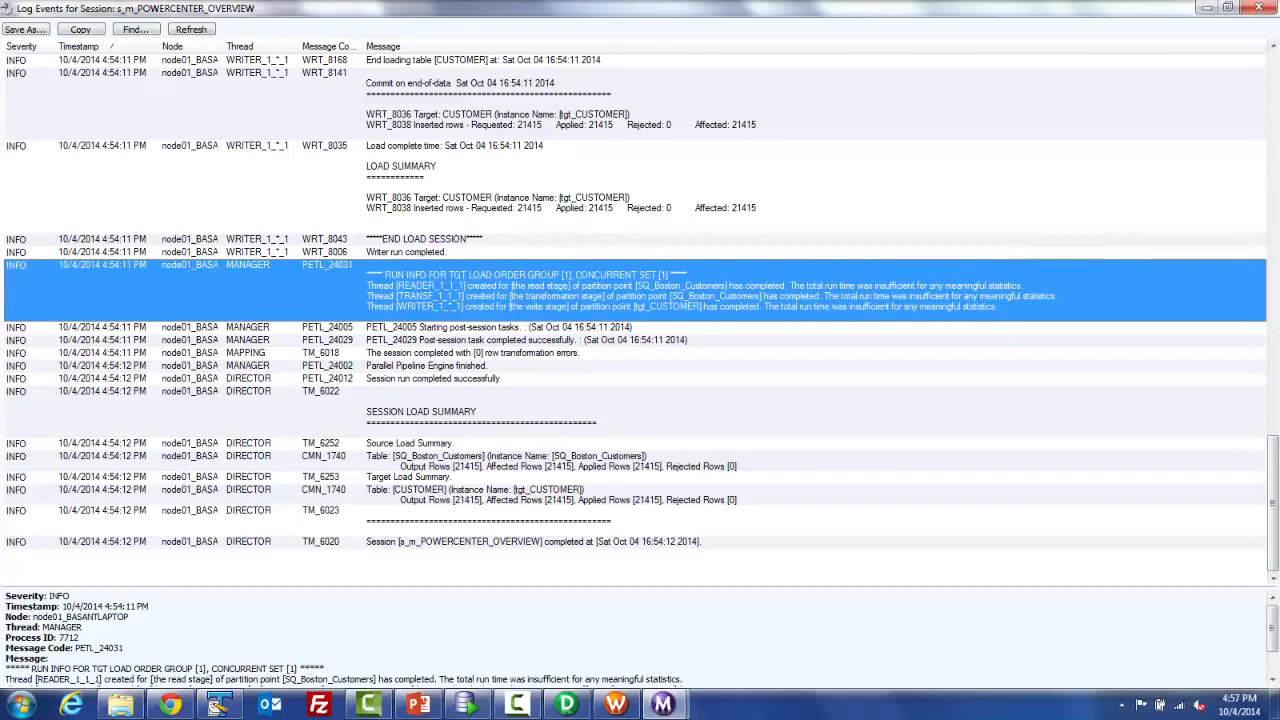 Log Events for Session: s_m_POWERCENTER_OVERVIEW
Save As... Copy Find... Refresh
Severity Timestamp / Node Thread Message Co... Message
INFO 10/4/2014 4:54:11 PM node01_BASA WRITER_1_*_1 WRT_8168 End loading table [CUSTOMER] at: Sat Oct 04 16:54:11 2014
INFO 10/4/2014 4:54:11 PM node01_BASA WRITER_1_*_1 WRT_8141
Commit on end-of-data Sat Oct 04 16:54:11 2014
===================================================
WRT_8036 Target: CUSTOMER (Instance Name: [tgt_CUSTOMER])
WRT_8038 Inserted rows - Requested: 21415 Applied: 21415 Rejected: 0 Affected: 21415
INFO 10/4/2014 4:54:11 PM node01_BASA WRITER_1_*_1 WRT_8035 Load complete time: Sat Oct 04 16:54:11 2014
LOAD SUMMARY
============
WRT_8036 Target: CUSTOMER (Instance Name: [tgt_CUSTOMER])
WRT_8038 Inserted rows - Requested: 21415 Applied: 21415 Rejected: 0 Affected: 21415
INFO 10/4/2014 4:54:11 PM node01_BASA WRITER_1_*_1 WRT_8043 *****END LOAD SESSION*****
INFO 10/4/2014 4:54:11 PM node01_BASA WRITER_1_*_1 WRT_8006 Writer run completed.
INFO 10/4/2014 4:54:11 PM node01_BASA MANAGER PETL_24031
***** RUN INFO FOR TGT LOAD ORDER GROUP [1], CONCURRENT SET [1] *****
Thread [READER_1_1_1] created for [the read stage] of partition point [SQ_Boston_Customers] has completed. The total run time was insufficient for any meaningful statistics.
Thread [TRANSF_1_1_1] created for [the transformation stage] of partition point [SQ_Boston_Customers] has completed. The total run time was insufficient for any meaningful statistics.
Thread [WRITER_1_*_1] created for [the write stage] of partition point [tgt_CUSTOMER] has completed. The total run time was insufficient for any meaningful statistics.
INFO 10/4/2014 4:54:11 PM node01_BASA MANAGER PETL_24005 PETL_24005 Starting post-session tasks. : (Sat Oct 04 16:54:11 2014)
INFO 10/4/2014 4:54:11 PM node01_BASA MANAGER PETL_24029 PETL_24029 Post-session task completed successfully. : (Sat Oct 04 16:54:11 2014)
INFO 10/4/2014 4:54:11 PM node01_BASA MAPPING TM_6018 The session completed with [0] row transformation errors.
INFO 10/4/2014 4:54:11 PM node01_BASA MANAGER PETL_24002 Parallel Pipeline Engine finished.
INFO 10/4/2014 4:54:12 PM node01_BASA DIRECTOR PETL_24012 Session run completed successfully.
INFO 10/4/2014 4:54:12 PM node01_BASA DIRECTOR TM_6022
SESSION LOAD SUMMARY
================================================
INFO 10/4/2014 4:54:12 PM node01_BASA DIRECTOR TM_6252 Source Load Summary.
INFO 10/4/2014 4:54:12 PM node01_BASA DIRECTOR CMN_1740 Table: [SQ_Boston_Customers] (Instance Name: [SQ_Boston_Customers])
Output Rows [21415], Affected Rows [21415], Applied Rows [21415], Rejected Rows [0]
INFO 10/4/2014 4:54:12 PM node01_BASA DIRECTOR TM_6253 Target Load Summary.
INFO 10/4/2014 4:54:12 PM node01_BASA DIRECTOR CMN_1740 Table: [CUSTOMER] (Instance Name: [tgt_CUSTOMER])
Output Rows [21415], Affected Rows [21415], Applied Rows [21415], Rejected Rows [0]
INFO 10/4/2014 4:54:12 PM node01_BASA DIRECTOR TM_6023
===================================================
INFO 10/4/2014 4:54:12 PM node01_BASA DIRECTOR TM_6020 Session [s_m_POWERCENTER_OVERVIEW] completed at [Sat Oct 04 16:54:12 2014].
Severity: INFO
Timestamp: 10/4/2014 4:54:11 PM
Node: node01_BASANTLAPTOP
Thread: MANAGER
Process ID: 7712
Message Code: PETL_24031
Message:
***** RUN INFO FOR TGT LOAD ORDER GROUP [1], CONCURRENT SET [1] *****
Thread [READER_1_1_1] created for [the read stage] of partition point [SQ_Boston_Customers] has completed. The total run time was insufficient for any meaningful statistics.
4:57 PM
10/4/2014